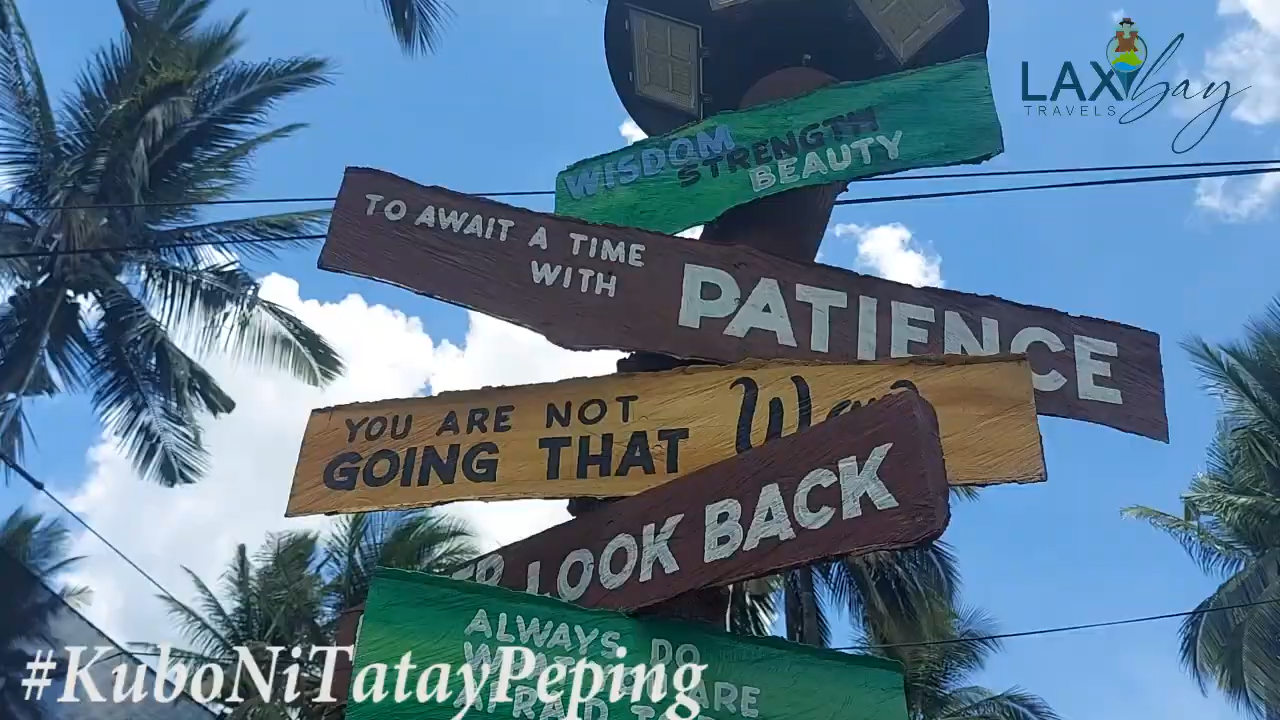 LAX bay
TRAVELS
WISDOM
STRENGTH
BEAUTY
TO AWAIT A TIME
WITH PATIENCE
YOU ARE NOT
GOING THAT
LOOK BACK
ALWAYS DO
#KuboNiTatayPeping